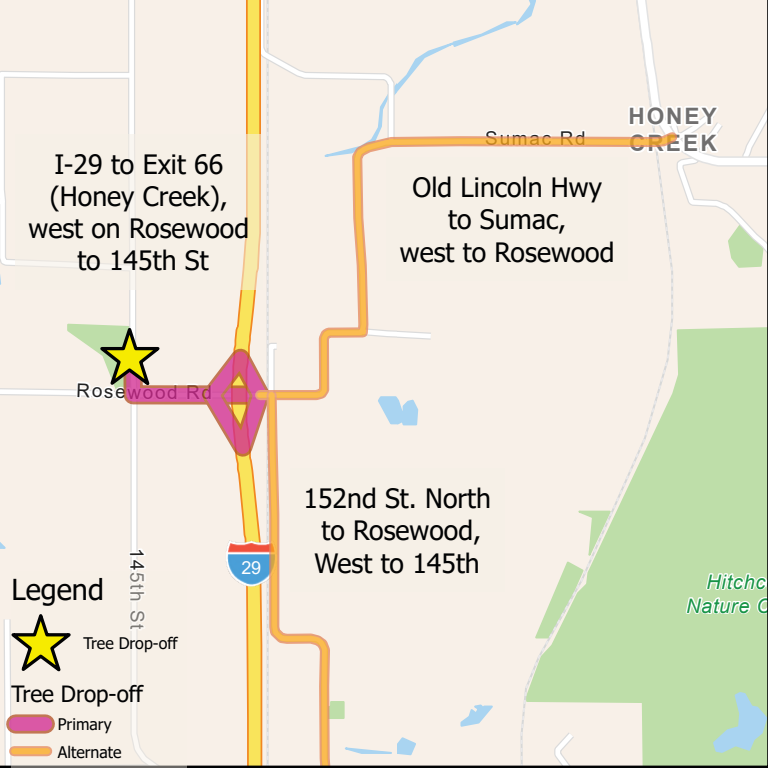 HONEY
CREEK
Sumac Rd
I-29 to Exit 66
(Honey Creek),
west on Rosewood
to 145th St
Old Lincoln Hwy
to Sumac,
west to Rosewood
Rosewood Rd
152nd St. North
to Rosewood,
West to 145th
29
145th St
Hitchc
Nature C
Legend
Tree Drop-off
Tree Drop-off
Primary
Alternate